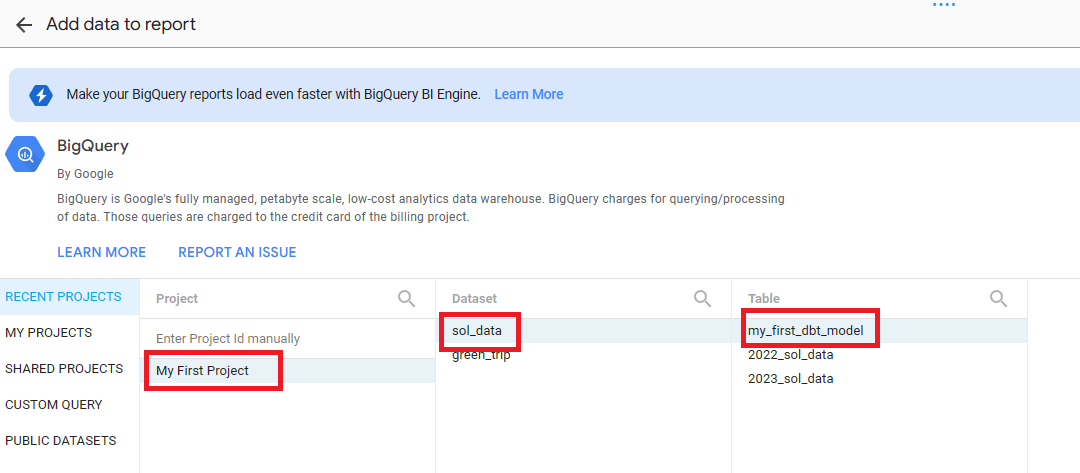 Add data to report
Make your BigQuery reports load even faster with BigQuery BI Engine. Learn More
BigQuery
By Google
BigQuery is Google's fully managed, petabyte scale, low-cost analytics data warehouse. BigQuery charges for querying/processing
of data. Those queries are charged to the credit card of the billing project.
LEARN MORE REPORT AN ISSUE
RECENT PROJECTS
MY PROJECTS
SHARED PROJECTS
CUSTOM QUERY
PUBLIC DATASETS
Project
Enter Project Id manually
My First Project
Dataset
sol_data
green_trip
Table
my_first_dbt_model
2022_sol_data
2023_sol_data